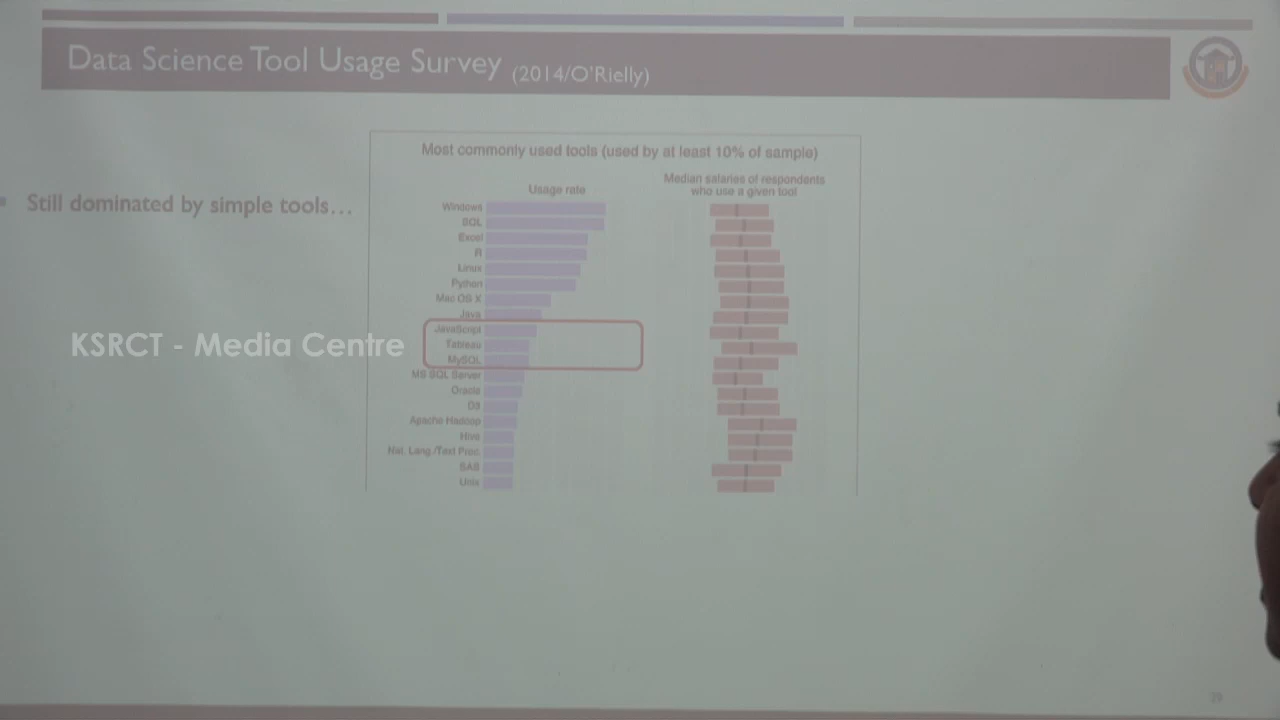 Data Science Tool Usage Survey (2014/O'Rielly)
Still dominated by simple tools...
KSRCT - Media Centre
Most commonly used tools (used by at least 10% of sample)
Usage rate
Median salaries of respondents
who use a given tool
Windows
SQL
Excel
R
Linux
Python
Mac OS X
Java
JavaScript
Tableau
MySQL
MS SQL Server
Oracle
D3
Apache Hadoop
Hive
Nat. Lang./Text Proc.
SAS
Unix